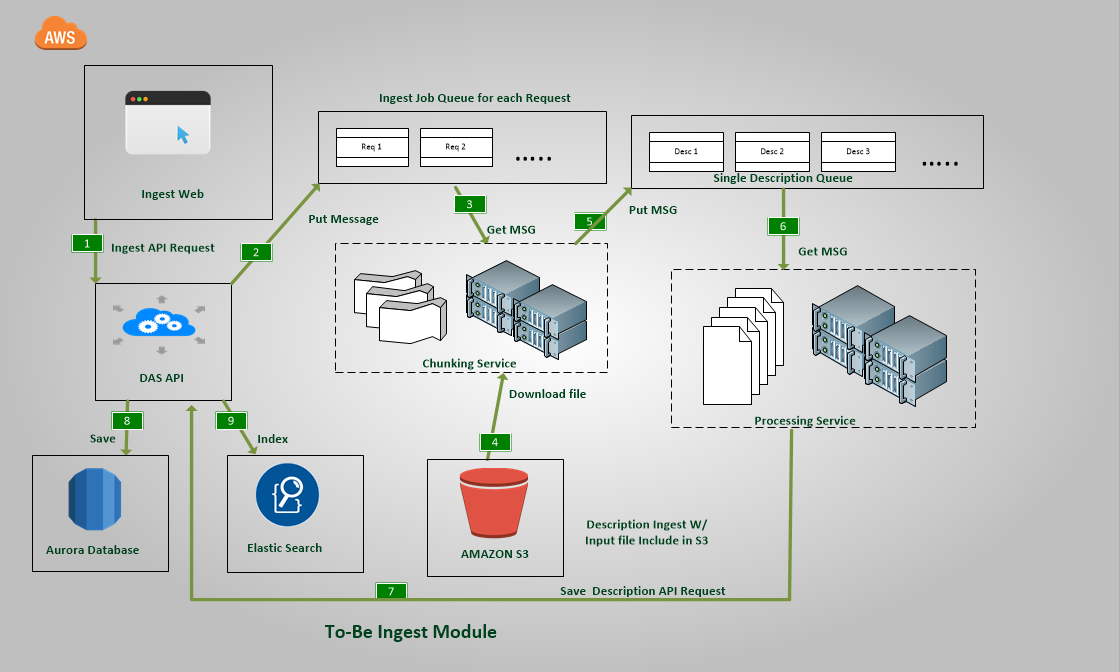 AWS
Ingest Job Queue for each Request
Req 1
Req 2
.....
Desc 1
Desc 2
Desc 3
.....
Single Description Queue
Ingest Web
1
Ingest API Request
2
Put Message
3
Get MSG
5
Put MSG
6
Get MSG
DAS API
Chunking Service
Download file
4
Processing Service
8
Save
9
Index
Aurora Database
Elastic Search
AMAZON S3
Description Ingest W/
Input file Include in S3
7
Save Description API Request
To-Be Ingest Module